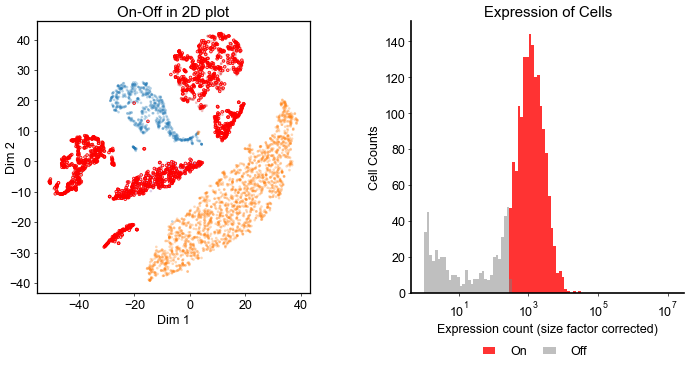 On-Off in 2D plot
Dim 2
40
30
20
10
0
−10
−20
−30
−40
−40 −20 0 20 40
Dim 1
Expression of Cells
Cell Counts
140
120
100
80
60
40
20
0
10^1 10^3 10^5 10^7
Expression count (size factor corrected)
On Off